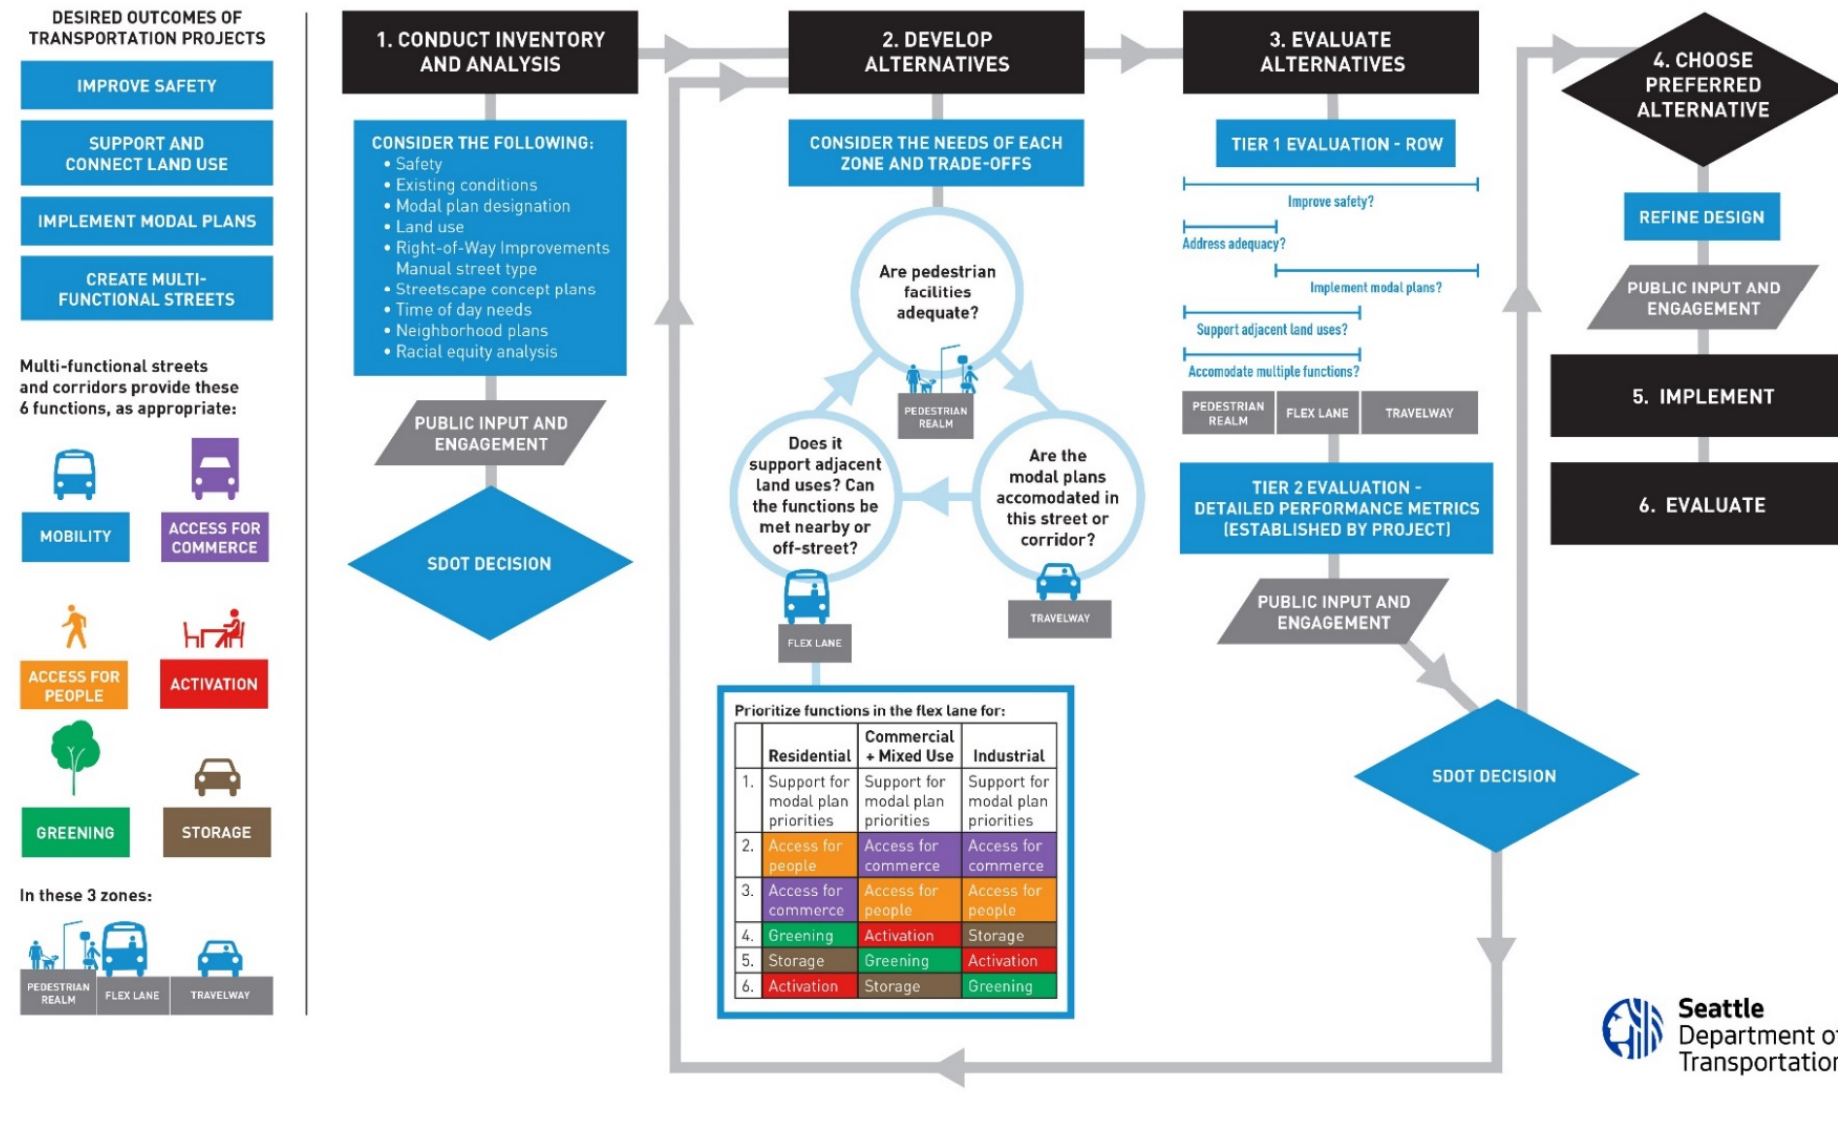 DESIRED OUTCOMES OF
TRANSPORTATION PROJECTS
IMPROVE SAFETY
SUPPORT AND
CONNECT LAND USE
IMPLEMENT MODAL PLANS
CREATE MULTI-
FUNCTIONAL STREETS
Multi-functional streets
and corridors provide these
6 functions, as appropriate:
MOBILITY
ACCESS FOR
COMMERCE
ACCESS FOR
PEOPLE
ACTIVATION
GREENING
STORAGE
In these 3 zones:
PEDESTRIAN
REALM
FLEX LANE
TRAVELWAY
1. CONDUCT INVENTORY
AND ANALYSIS
CONSIDER THE FOLLOWING:
• Safety
• Existing conditions
• Modal plan designation
• Land use
• Right-of-Way Improvements
Manual street type
• Streetscape concept plans
• Time of day needs
• Neighborhood plans
• Racial equity analysis
PUBLIC INPUT AND
ENGAGEMENT
SDOT DECISION
2. DEVELOP
ALTERNATIVES
CONSIDER THE NEEDS OF EACH
ZONE AND TRADE-OFFS
Are pedestrian
facilities
adequate?
PEDESTRIAN
REALM
Are the
modal plans
accomodated in
this street or
corridor?
TRAVELWAY
Does it
support adjacent
land uses? Can
the functions be
met nearby or
off-street?
FLEX LANE
Prioritize functions in the flex lane for:
Residential
Commercial
+ Mixed Use
Industrial
1. Support for modal plan priorities Support for modal plan priorities Support for modal plan priorities
2. Access for people Access for commerce Access for commerce
3. Access for commerce Access for people Access for people
4. Greening Activation Storage
5. Storage Greening Activation
6. Activation Storage Greening
3. EVALUATE
ALTERNATIVES
TIER 1 EVALUATION - ROW
Improve safety?
Address adequacy?
Implement modal plans?
Support adjacent land uses?
Accomodate multiple functions?
PEDESTRIAN
REALM
FLEX LANE
TRAVELWAY
TIER 2 EVALUATION -
DETAILED PERFORMANCE METRICS
(ESTABLISHED BY PROJECT)
PUBLIC INPUT AND
ENGAGEMENT
SDOT DECISION
4. CHOOSE
PREFERRED
ALTERNATIVE
REFINE DESIGN
PUBLIC INPUT AND
ENGAGEMENT
5. IMPLEMENT
6. EVALUATE
Seattle
Department of
Transportation